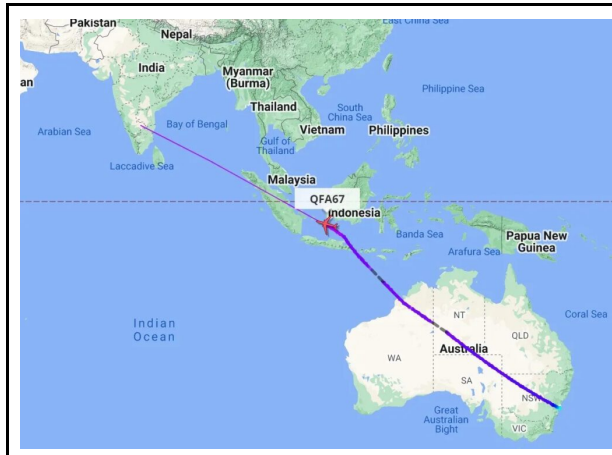 East China Sea
Pakistan
Nepal
an
India
Myanmar
(Burma)
Philippine Sea
Thailand
South
China Sea
Arabian Sea
Bay of Bengal
Vietnam
Philippines
Gulf of
Thailand
Laccadive Sea
Malaysia
QFA67
Indonesia
Banda Sea
Papua New
Guinea
Arafura Sea
Coral Sea
NT
Indian
Ocean
QLD
Australia
WA
SA
NSW
Great
Australian
Bight
VIC